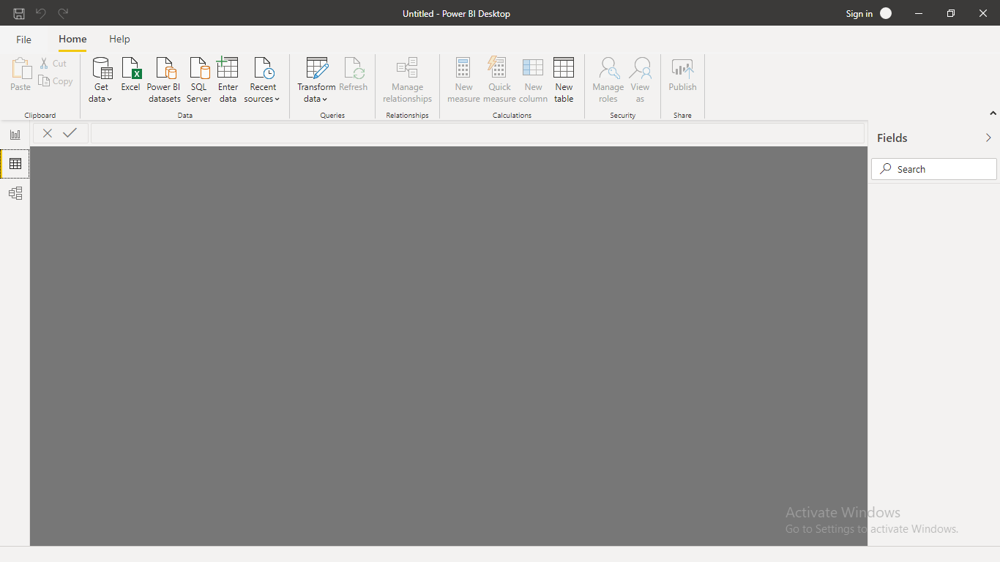 Untitled - Power BI Desktop
Sign in
File
Home
Help
Paste
Cut
Copy
Clipboard
Get data
Excel
Power BI datasets
SQL Server
Enter data
Recent sources
Data
Transform data
Refresh
Queries
Manage relationships
Relationships
New measure
Quick measure
New column
New table
Calculations
Manage roles
View as
Security
Publish
Share
Fields
Search
Activate Windows
Go to Settings to activate Windows.